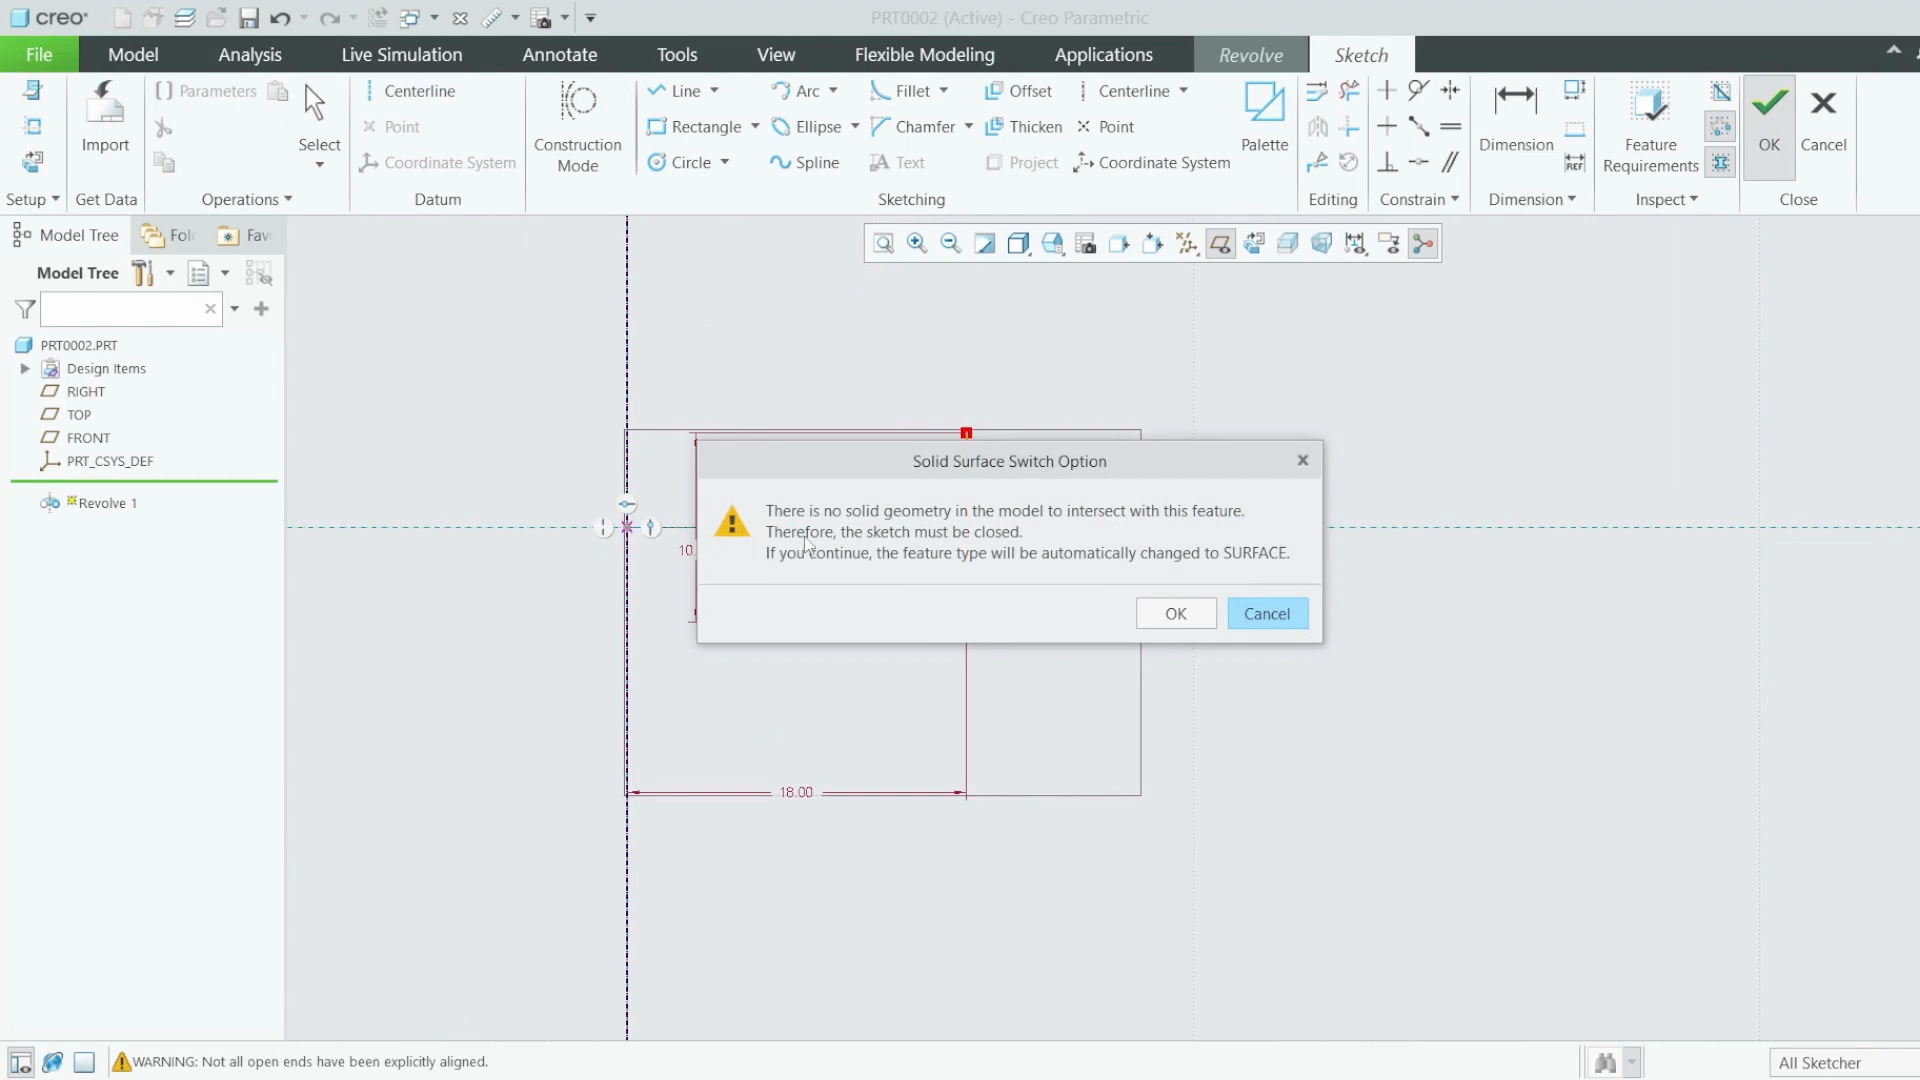 creo
PRT0002 (Active) - Creo Parametric
File Model Analysis Live Simulation Annotate Tools View Flexible Modeling Applications Revolve Sketch
Parameters
Centerline
Line
Arc
Fillet
Offset
Centerline
Point
Rectangle
Ellipse
Chamfer
Thicken
Point
Import
Select
Construction
Mode
Palette
Dimension
Feature
Requirements
OK
Cancel
Coordinate System
Circle
Spline
Text
Project
Coordinate System
REF
Setup
Get Data
Operations
Datum
Sketching
Editing
Constrain
Dimension
Inspect
Close
Model Tree
Fol
Fav
Model Tree
PRT0002.PRT
Design Items
RIGHT
TOP
FRONT
PRT_CSYS_DEF
Revolve 1
Solid Surface Switch Option
There is no solid geometry in the model to intersect with this feature.
Therefore, the sketch must be closed.
If you continue, the feature type will be automatically changed to SURFACE.
OK
Cancel
10
18.00
WARNING: Not all open ends have been explicitly aligned.
All Sketcher